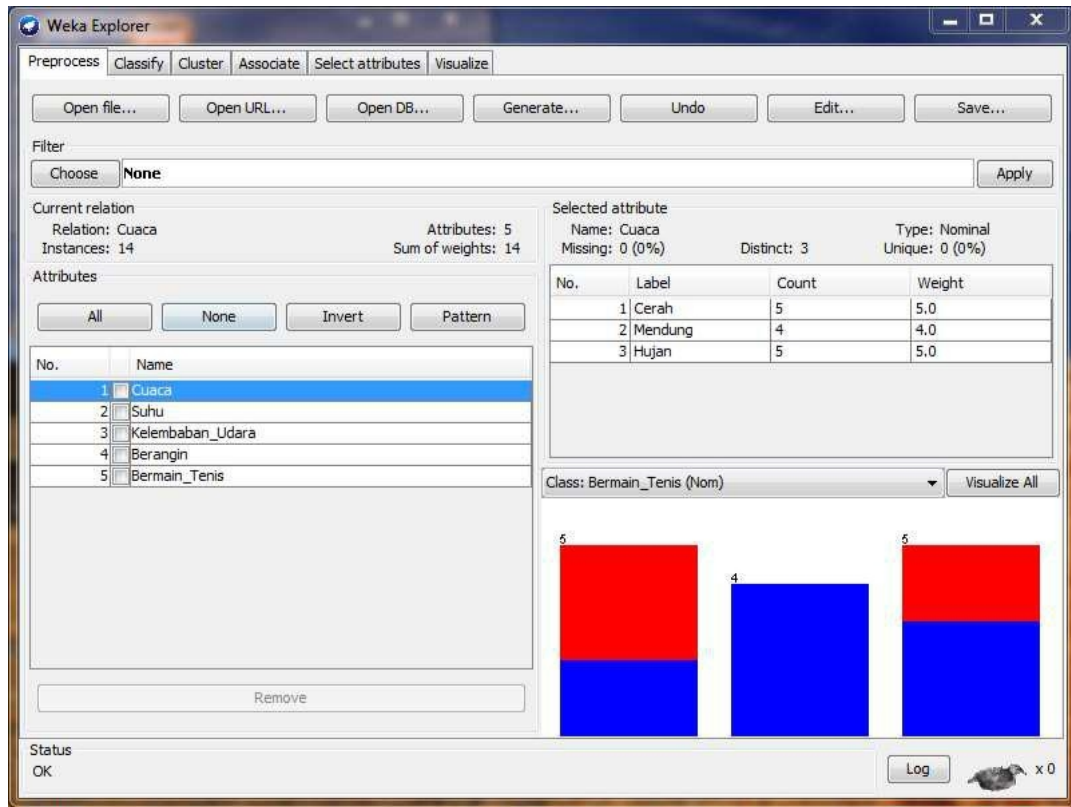 Weka Explorer
Preprocess Classify Cluster Associate Select attributes Visualize
Open file... Open URL... Open DB... Generate... Undo Edit... Save...
Filter
Choose None Apply
Current relation
Relation: Cuaca Attributes: 5
Instances: 14 Sum of weights: 14
Attributes
All None Invert Pattern
No. Name
1 Cuaca
2 Suhu
3 Kelembaban_Udara
4 Berangin
5 Bermain_Tenis
Remove
Selected attribute
Name: Cuaca Type: Nominal
Missing: 0 (0%) Distinct: 3 Unique: 0 (0%)
No. Label Count Weight
1 Cerah 5 5.0
2 Mendung 4 4.0
3 Hujan 5 5.0
Class: Bermain_Tenis (Nom) Visualize All
5 4 5
Status
OK Log x 0